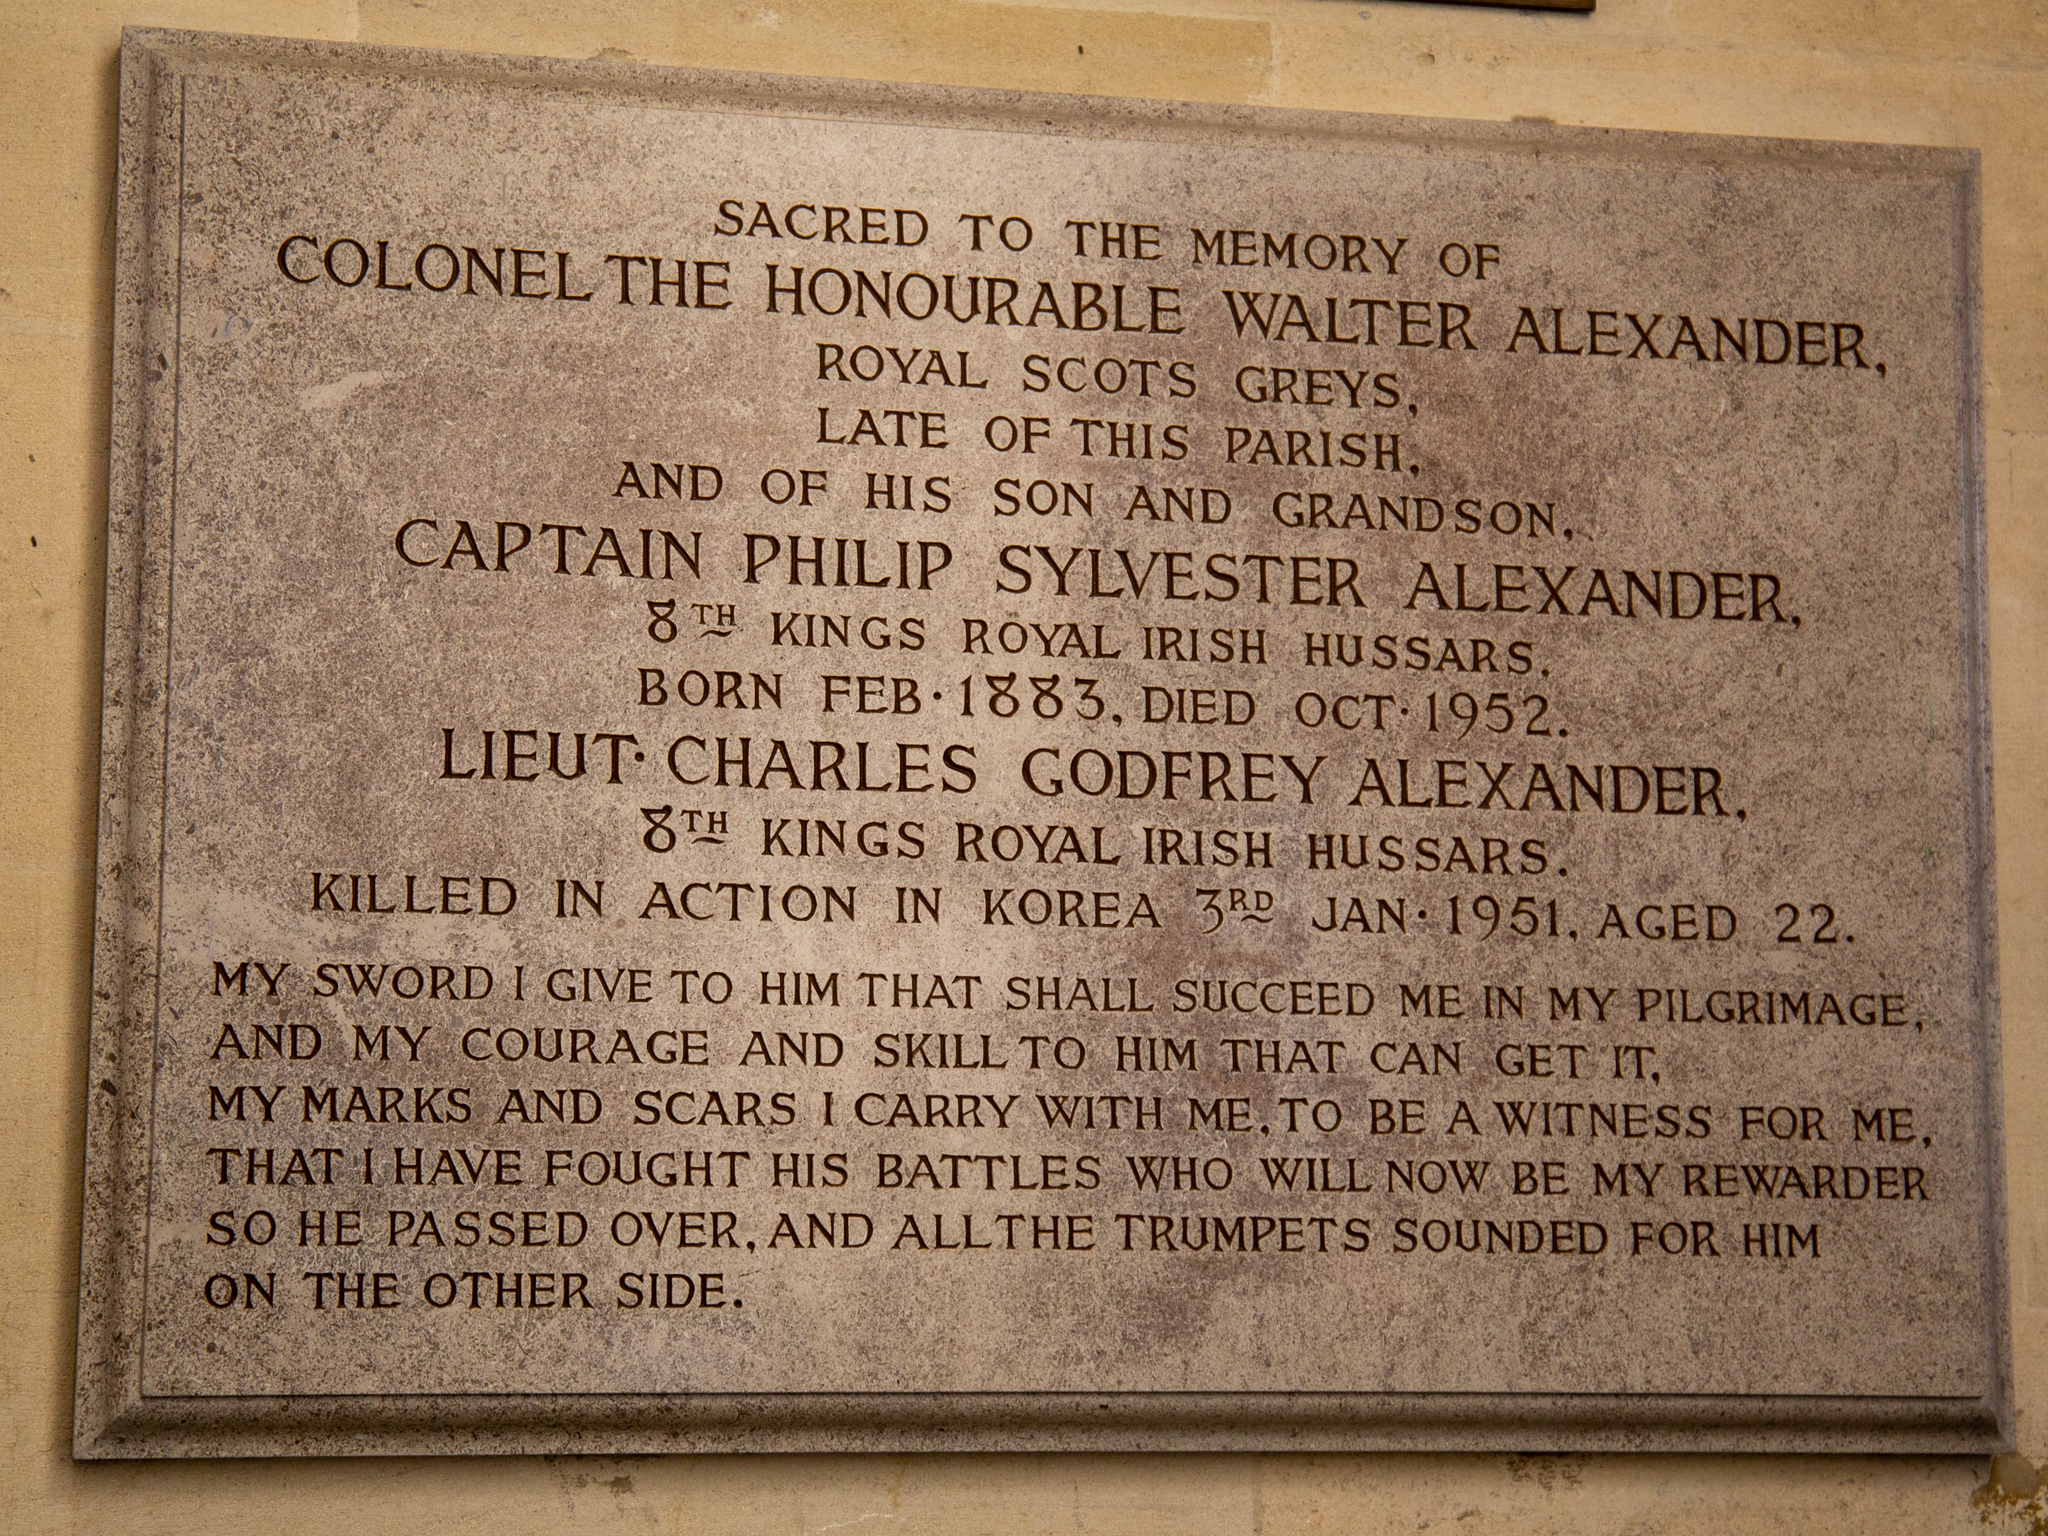 SACRED TO THE MEMORY OF
COLONEL THE HONOURABLE WALTER ALEXANDER,
ROYAL SCOTS GREYS,
LATE OF THIS PARISH,
AND OF HIS SON AND GRANDSON,
CAPTAIN PHILIP SYLVESTER ALEXANDER,
8TH KINGS ROYAL IRISH HUSSARS.
BORN FEB· 1883, DIED OCT· 1952.
LIEUT· CHARLES GODFREY ALEXANDER,
8TH KINGS ROYAL IRISH HUSSARS.
KILLED IN ACTION IN KOREA 3RD JAN· 1951, AGED 22.
MY SWORD I GIVE TO HIM THAT SHALL SUCCEED ME IN MY PILGRIMAGE,
AND MY COURAGE AND SKILL TO HIM THAT CAN GET IT,
MY MARKS AND SCARS I CARRY WITH ME, TO BE A WITNESS FOR ME,
THAT I HAVE FOUGHT HIS BATTLES WHO WILL NOW BE MY REWARDER
SO HE PASSED OVER, AND ALL THE TRUMPETS SOUNDED FOR HIM
ON THE OTHER SIDE.